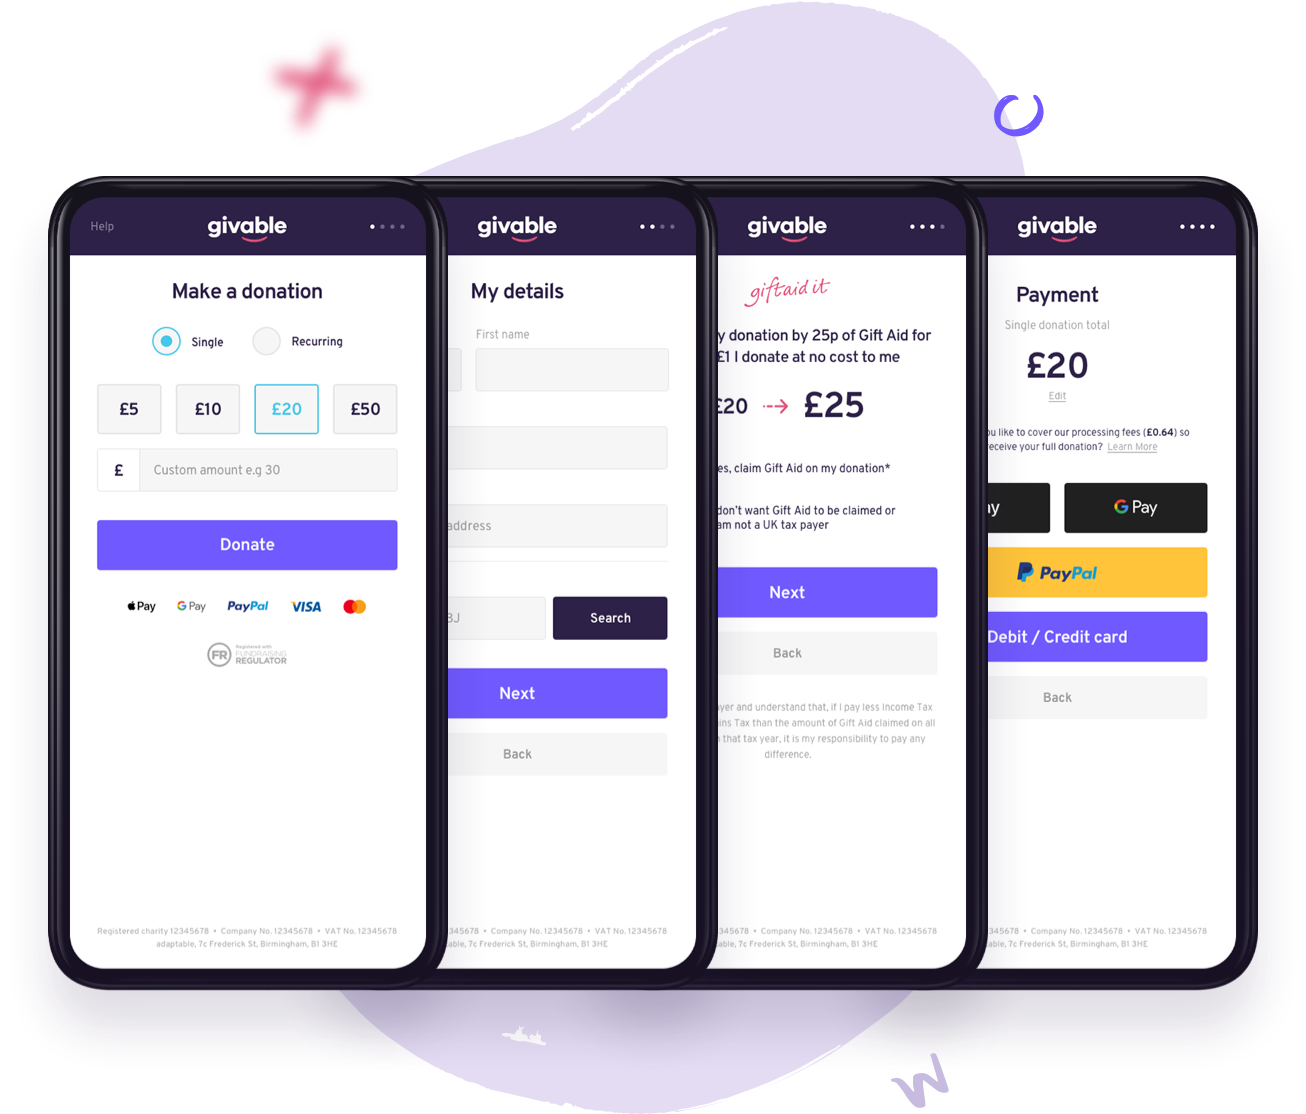 Help
givable
Make a donation
Single
Recurring
£5
£10
£20
£50
£
Custom amount e.g 30
Donate
Pay
G Pay
PayPal
VISA
FR
Registered with
FUNDRAISING
REGULATOR
Registered charity 12345678 • Company No. 12345678 • VAT No. 12345678
adaptable, 7c Frederick St, Birmingham, B1 3HE
givable
My details
First name
address
3J
Search
Next
Back
345678 • Company No. 12345678 • VAT No. 12345678
able, 7c Frederick St, Birmingham, B1 3HE
givable
giftaid it
y donation by 25p of Gift Aid for
£1 I donate at no cost to me
£20
£25
es, claim Gift Aid on my donation*
don't want Gift Aid to be claimed or
am not a UK tax payer
Next
Back
ayer and understand that, if I pay less Income Tax
ins Tax than the amount of Gift Aid claimed on all
n that tax year, it is my responsibility to pay any
difference.
345678 • Company No. 12345678 • VAT No. 12345678
able, 7c Frederick St, Birmingham, B1 3HE
givable
Payment
Single donation total
£20
Edit
ou like to cover our processing fees (£0.64) so
receive your full donation? Learn More
ay
G Pay
PayPal
Debit / Credit card
Back
345678 • Company No. 12345678 • VAT No. 12345678
able, 7c Frederick St, Birmingham, B1 3HE